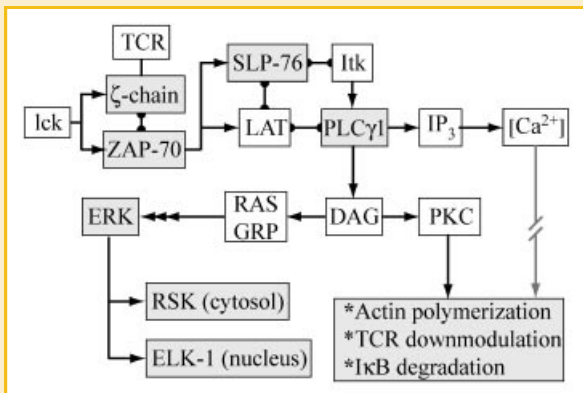 TCR
SLP-76
Itk
lck
ζ-chain
ZAP-70
LAT
PLCγ1
IP3
[Ca2+]
ERK
RAS
GRP
DAG
PKC
RSK (cytosol)
ELK-1 (nucleus)
*Actin polymerization
*TCR downmodulation
*IκB degradation